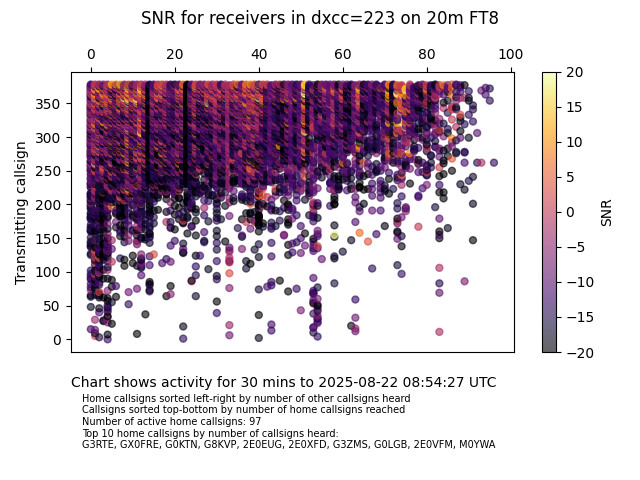 SNR for receivers in dxcc=223 on 20m FT8
0 20 40 60 80 100
350
300
250
200
150
100
50
0
Transmitting callsign
20
15
10
5
0
−5
−10
−15
−20
SNR
Chart shows activity for 30 mins to 2025-08-22 08:54:27 UTC
Home callsigns sorted left-right by number of other callsigns heard
Callsigns sorted top-bottom by number of home callsigns reached
Number of active home callsigns: 97
Top 10 home callsigns by number of callsigns heard:
G3RTE, GX0FRE, G0KTN, G8KVP, 2E0EUG, 2E0XFD, G3ZMS, G0LGB, 2E0VFM, M0YWA